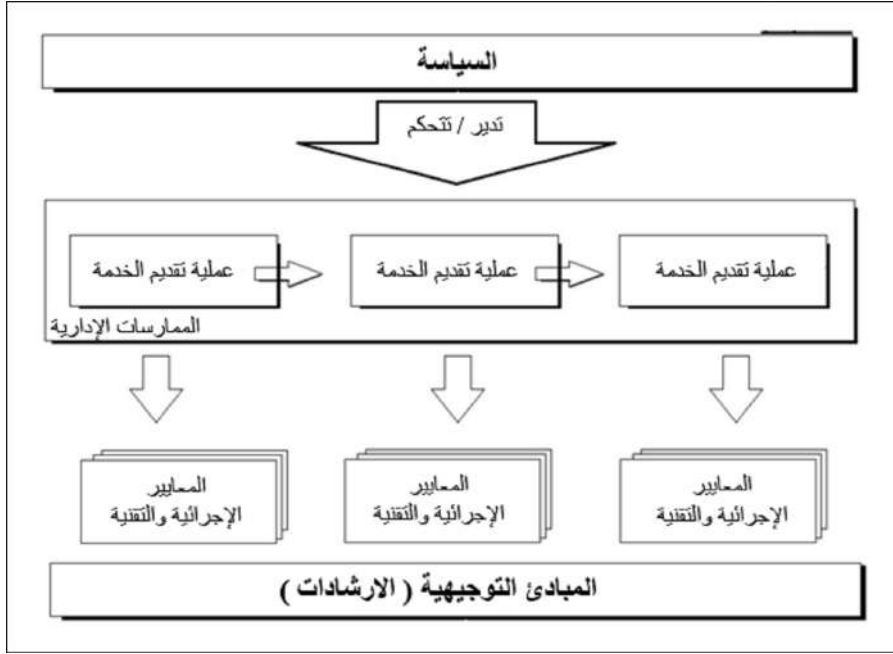 السياسة
تدير / تتحكم
عملية تقديم الخدمة
عملية تقديم الخدمة
عملية تقديم الخدمة
الممارسات الإدارية
المعايير
الإجرائية والتقنية
المعايير
الإجرائية والتقنية
المعايير
الإجرائية والتقنية
المبادئ التوجيهية ( الارشادات )